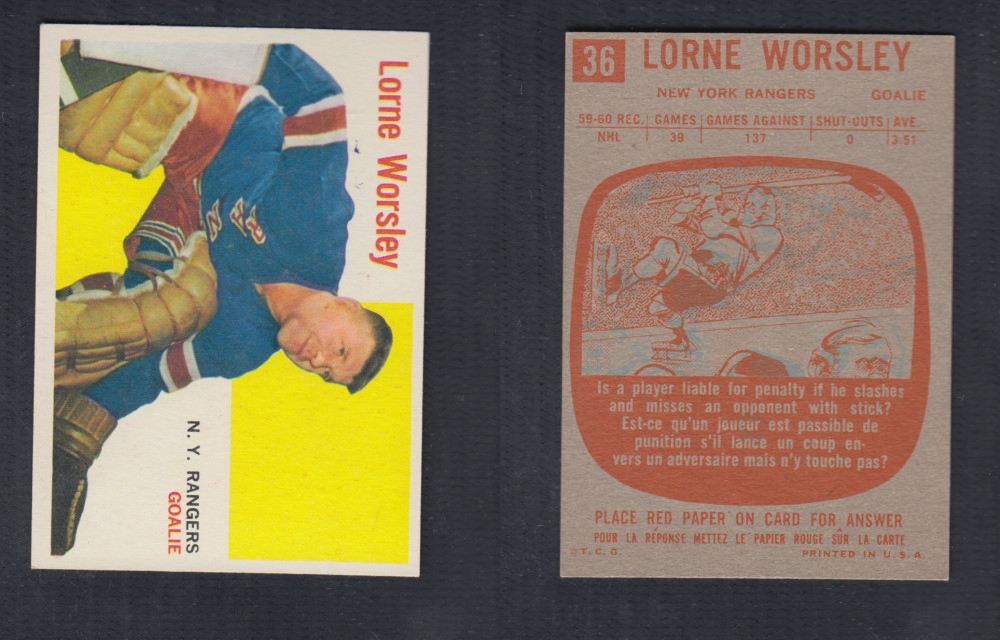 Lorne Worsley
N. Y. RANGERS
GOALIE
36
LORNE WORSLEY
NEW YORK RANGERS GOALIE
59-60 REC. GAMES GAMES AGAINST SHUT-OUTS AVE.
NHL 39 137 0 3.51
Is a player liable for penalty if he slashes
and misses an opponent with stick?
Est-ce qu'un joueur est passible de
punition s'il lance un coup en-
vers un adversaire mais n'y touche pas?
PLACE RED PAPER ON CARD FOR ANSWER
POUR LA RÉPONSE METTEZ LE PAPIER ROUGE SUR LA CARTE
©T.C.G. PRINTED IN U.S.A.